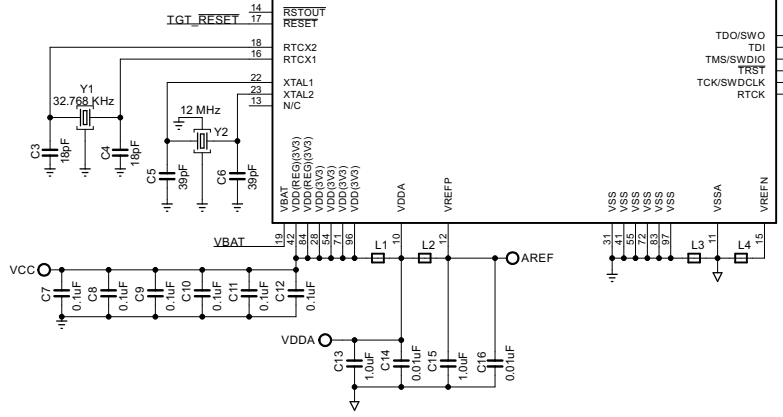 14 RSTOUT
TGT_RESET 17 RESET
18 RTCX2
16 RTCX1
22 XTAL1
23 XTAL2
13 N/C
TDO/SWO
TDI
TMS/SWDIO
TRST
TCK/SWDCLK
RTCK
Y1
32.768 KHz
12 MHz
Y2
C3
18pF
C4
18pF
C5
39pF
C6
39pF
VBAT
VDD(REG)(3V3)
VDD(REG)(3V3)
VDD(3V3)
VDD(3V3)
VDD(3V3)
VDD(3V3)
VDDA
VREFP
VSS
VSS
VSS
VSS
VSS
VSS
VSSA
VREFN
VBAT
19
42
84
28
54
71
96
10
12
31
41
55
72
83
97
11
15
L1
L2
L3
L4
AREF
VCC
C7
0.1uF
C8
0.1uF
C9
0.1uF
C10
0.1uF
C11
0.1uF
C12
0.1uF
VDDA
C13
1.0uF
C14
0.01uF
C15
1.0uF
C16
0.01uF